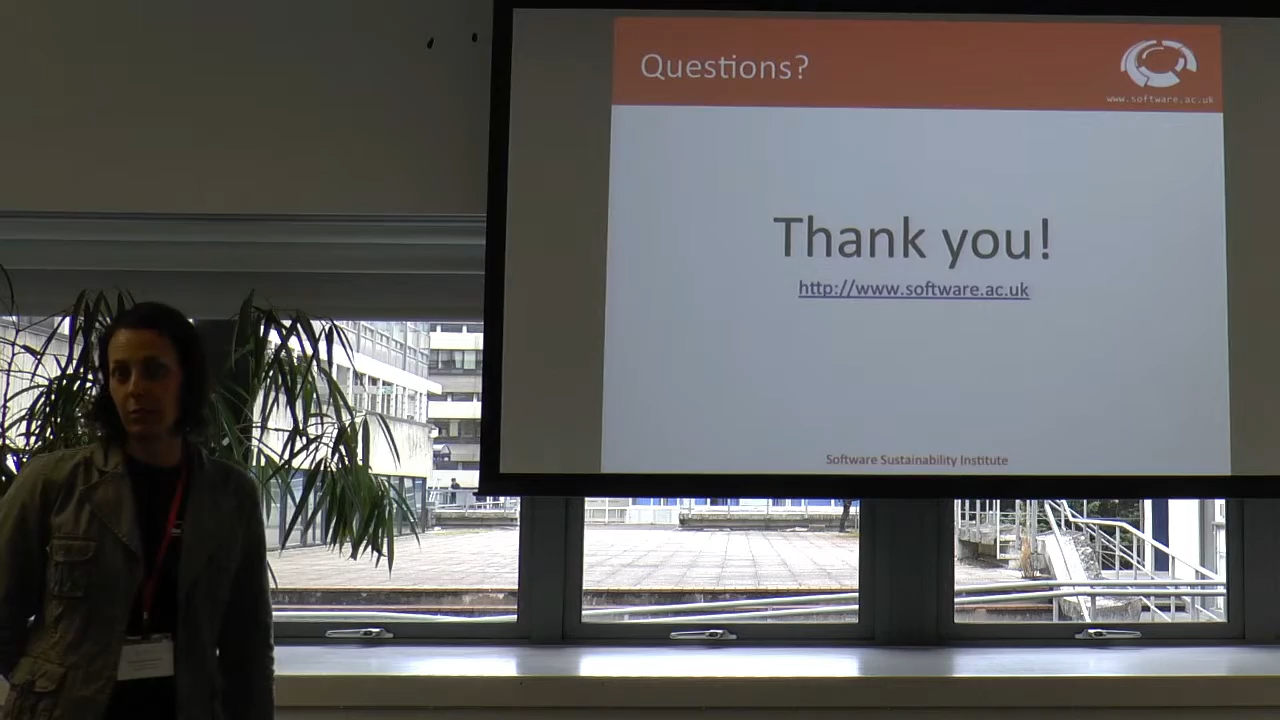 Questions?
www.software.ac.uk
Thank you!
http://www.software.ac.uk
Software Sustainability Institute